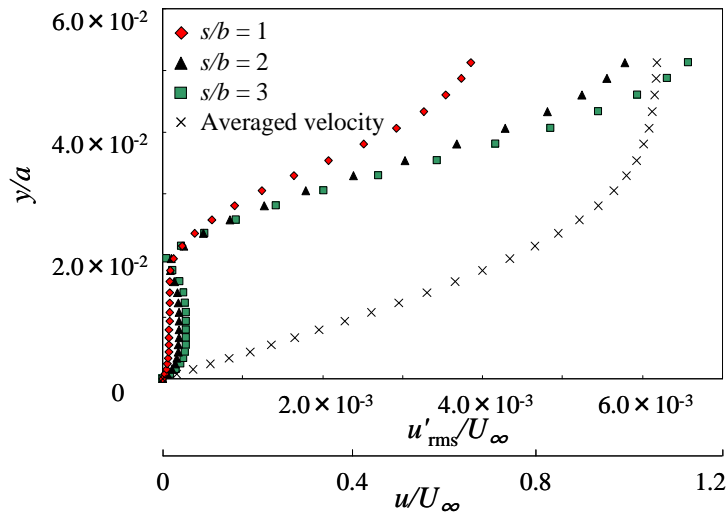 6.0×10⁻²
s/b = 1
s/b = 2
s/b = 3
Averaged velocity
4.0×10⁻²
y/a
2.0×10⁻²
0
2.0×10⁻³ 4.0×10⁻³ 6.0×10⁻³
u'rms/U∞
0 0.4 0.8 1.2
u/U∞